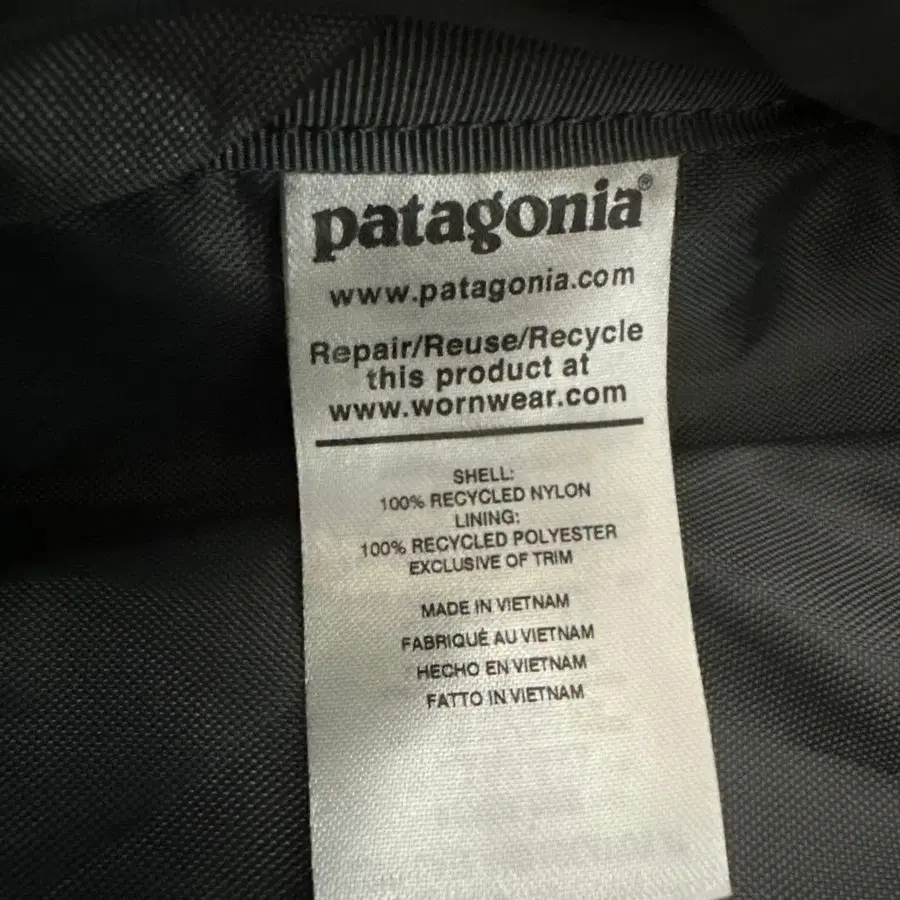 patagonia®
www.patagonia.com
Repair/Reuse/Recycle
this product at
www.wornwear.com
SHELL:
100% RECYCLED NYLON
LINING:
100% RECYCLED POLYESTER
EXCLUSIVE OF TRIM
MADE IN VIETNAM
FABRIQUÉ AU VIETNAM
HECHO EN VIETNAM
FATTO IN VIETNAM